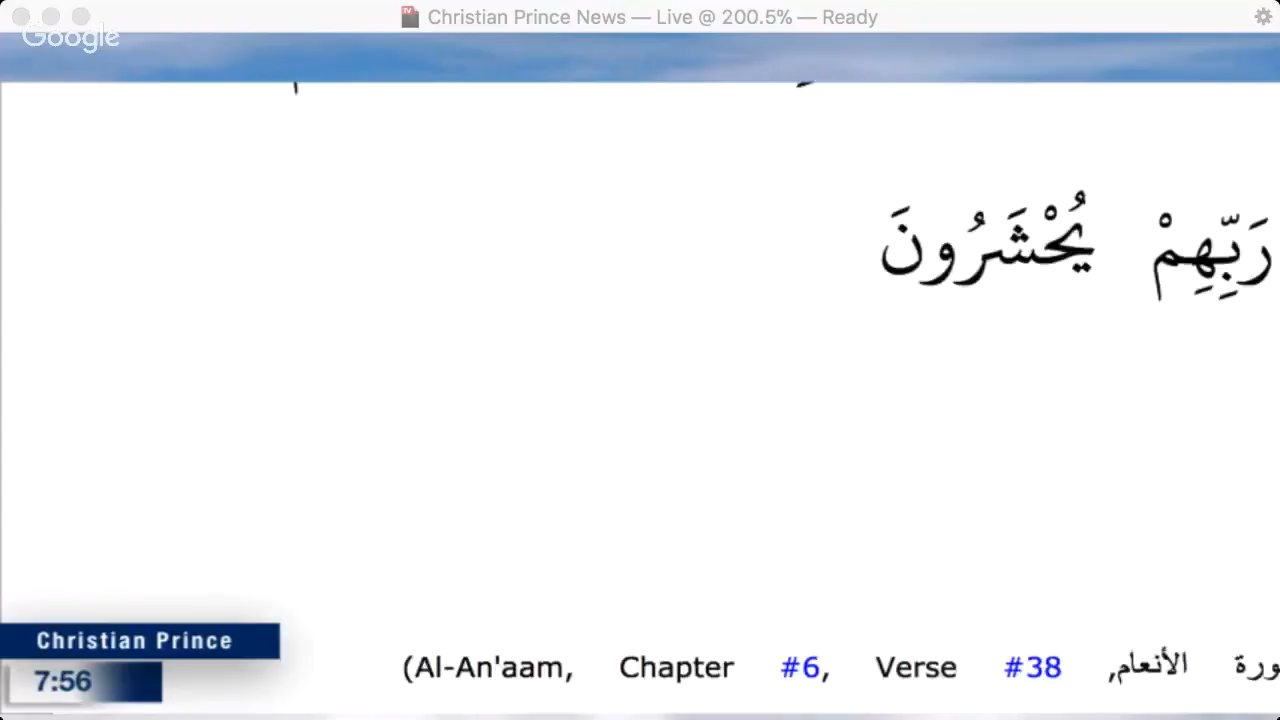 Christian Prince News — Live @ 200.5% — Ready
Google
رَبِّهِمْ يُحْشَرُونَ
Christian Prince
7:56
(Al-An'aam, Chapter #6, Verse #38 الأنعام,